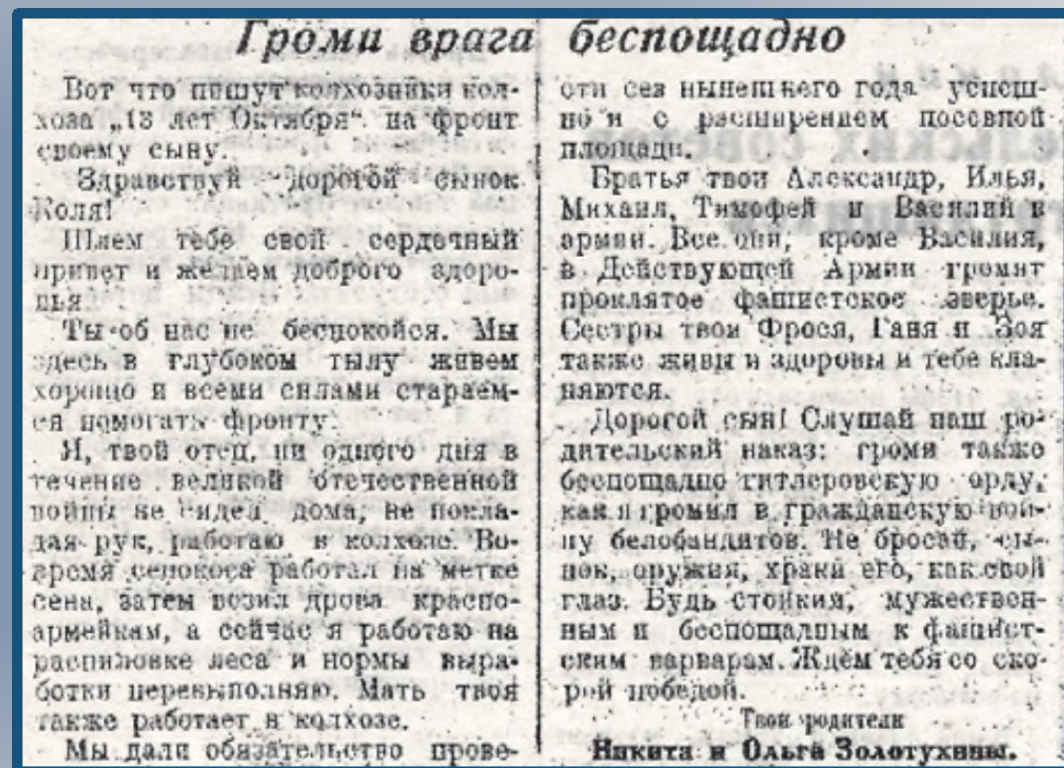 Громи врага беспощадно
Вот что пишут колхозники кол-
хоза „13 лет Октября“ на фронт
своему сыну.
Здравствуй дорогой сынок
Коля!
Шлем тебе свой сердечный
привет и желаем доброго здоро-
вья
Ты об нас не беспокойся. Мы
здесь в глубоком тылу живем
хорошо и всеми силами стараем-
ся помогать фронту.
Я, твой отец, ни одного дня в
течение великой отечественной
войны не сидел дома, не покла-
дая рук, работаю в колхозе. Во-
время сенокоса работал на метке
сена, затем возил дрова красно-
армейкам, а сейчас я работаю на
распиловке леса и нормы выра-
ботки перевыполняю. Мать твоя
также работает в колхозе.
Мы дали обязательство прове-
сти сев нынешнего года успеш-
но и с расширением посевной
площади.
Братья твои Александр, Илья,
Михаил, Тимофей и Василий в
армии. Все они, кроме Василия,
в Действующей Армии громят
проклятое фашистское зверье.
Сестры твои Фрося, Ганя и Зоя
также живы и здоровы и тебе кла-
няются.
Дорогой сын! Слушай наш ро-
дительский наказ: громи также
беспощадно гитлеровскую орду,
как я громил в гражданскую вой-
ну белобандитов. Не бросай, сы-
нок, оружия, храни его, как свой
глаз. Будь стойким, мужествен-
ным и беспощадным к фашист-
ским варварам. Ждём тебя со ско-
рой победой.
Твои родители
Никита и Ольга Золотухины.